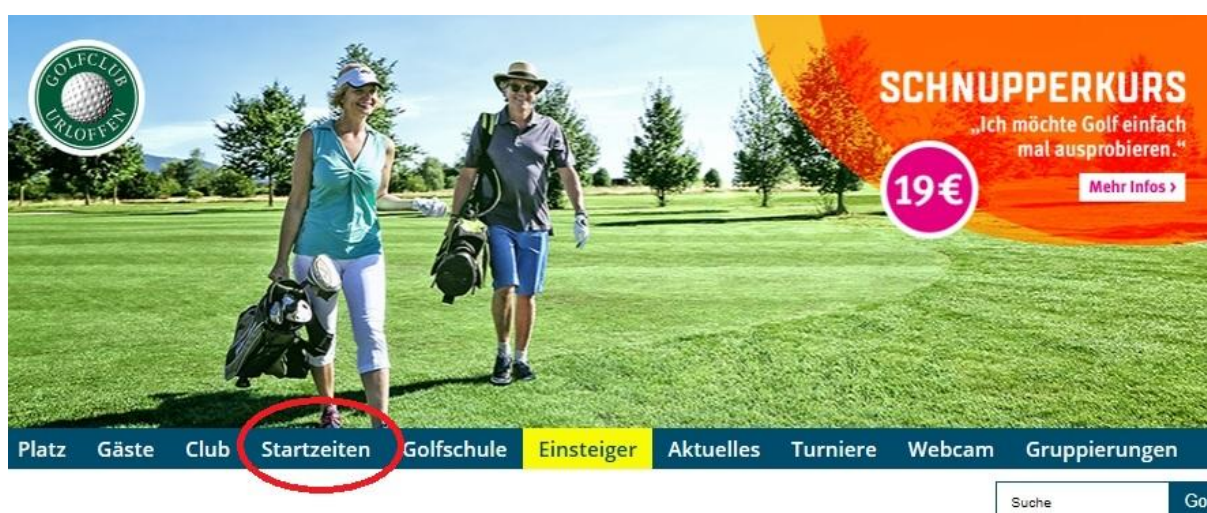 GOLFCLUB
URLOFFEN
SCHNUPPERKURS
„Ich möchte Golf einfach
mal ausprobieren.“
19€
Mehr Infos ›
Platz Gäste Club Startzeiten Golfschule Einsteiger Aktuelles Turniere Webcam Gruppierungen
Suche Go